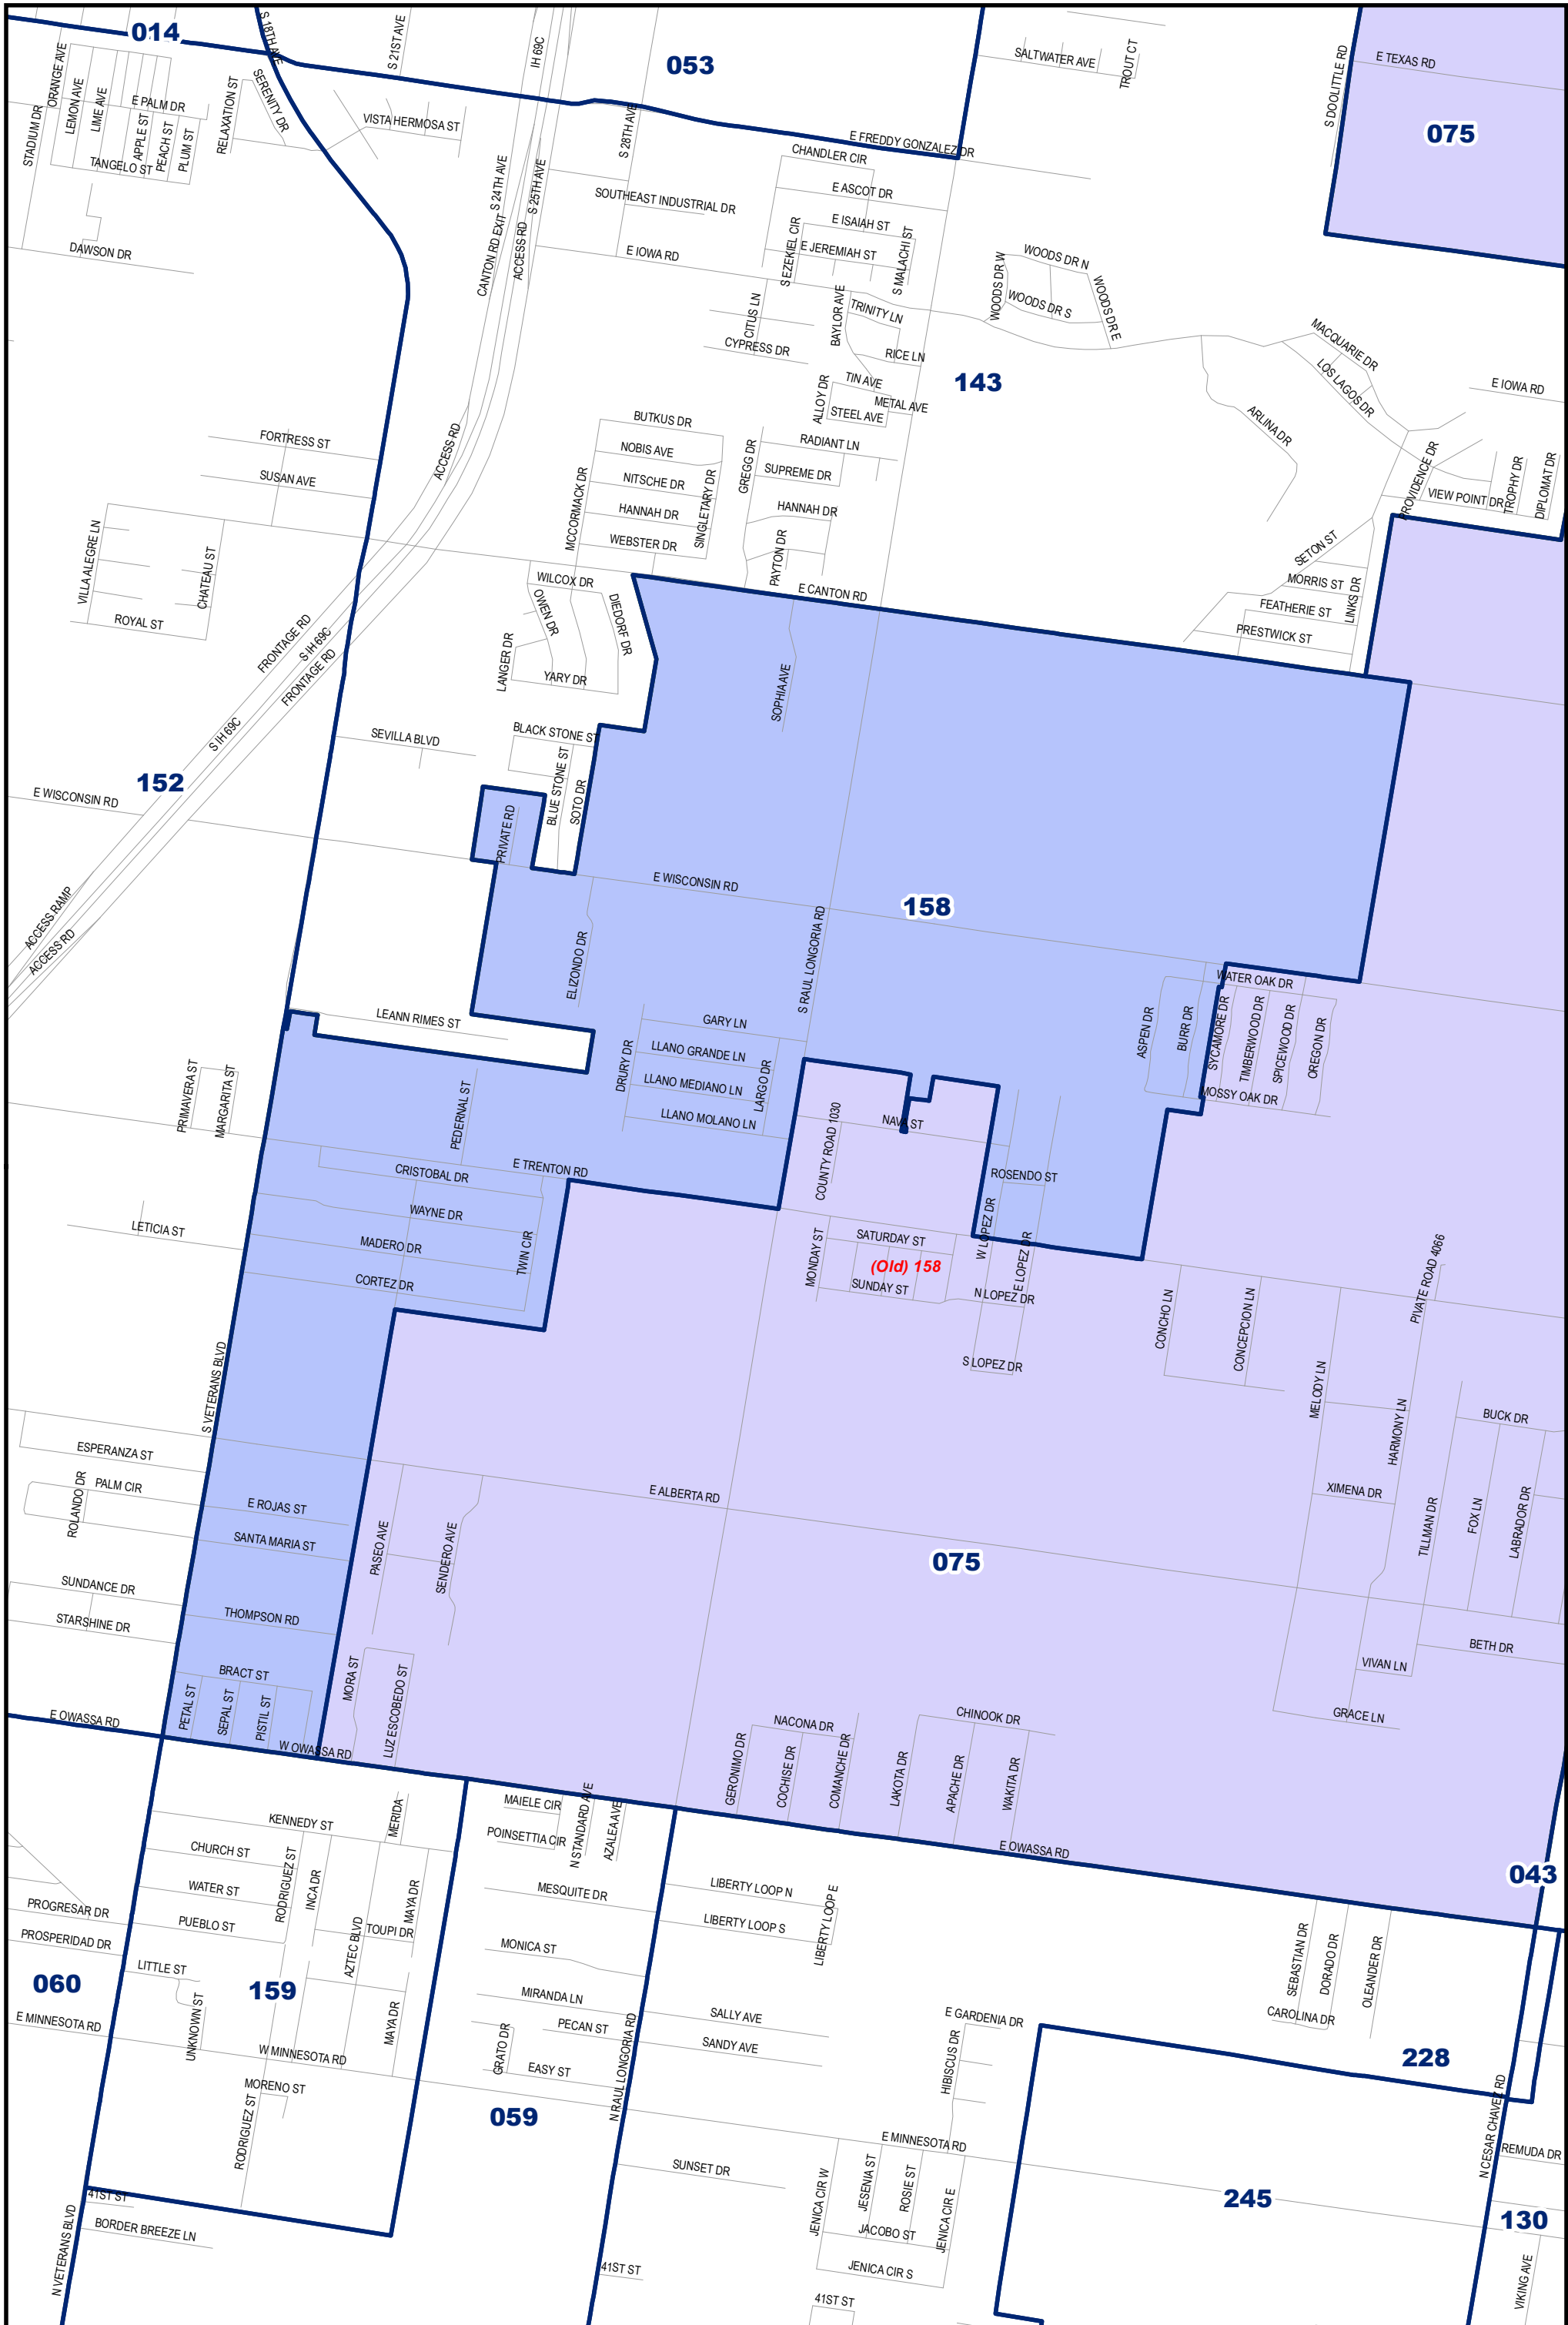 014
S 18TH AVE
S 21ST AVE
IH 69C
053
SALTWATER AVE
TROUT CT
S DOOLITTLE RD
E TEXAS RD
075
STADIUM DR
ORANGE AVE
LEMON AVE
LIME AVE
E PALM DR
APPLE ST
PEACH ST
PLUM ST
TANGELO ST
RELAXATION ST
SERENITY DR
VISTA HERMOSA ST
S 28TH AVE
E FREDDY GONZALEZ DR
CHANDLER CIR
S 24TH AVE
S 25TH AVE
SOUTHEAST INDUSTRIAL DR
E ASCOT DR
E ISAIAH ST
E JEREMIAH ST
S EZEKIEL CIR
S MALACHI ST
DAWSON DR
CANTON RD EXIT
ACCESS RD
E IOWA RD
WOODS DR W
WOODS DR N
WOODS DR S
WOODS DR E
CITUS LN
BAYLOR AVE
TRINITY LN
CYPRESS DR
RICE LN
MACQUARIE DR
LOS LAGOS DR
143
TIN AVE
ALLOY DR
METAL AVE
STEEL AVE
E IOWA RD
ARLINA DR
BUTKUS DR
NOBIS AVE
NITSCHE DR
HANNAH DR
WEBSTER DR
MCCORMACK DR
SINGLETARY DR
GREGG DR
RADIANT LN
SUPREME DR
HANNAH DR
PAYTON DR
FORTRESS ST
SUSAN AVE
ACCESS RD
PROVIDENCE DR
VIEW POINT DR
TROPHY DR
DIPLOMAT DR
VILLA ALEGRE LN
CHATEAU ST
ROYAL ST
SETON ST
MORRIS ST
FEATHERIE ST
LINKS DR
PRESTWICK ST
WILCOX DR
OWEN DR
DIEDORF DR
LANGER DR
YARY DR
E CANTON RD
FRONTAGE RD
S IH 69C
FRONTAGE RD
SOPHIA AVE
S IH 69C
SEVILLA BLVD
BLACK STONE ST
BLUE STONE ST
SOTO DR
152
E WISCONSIN RD
PRIVATE RD
E WISCONSIN RD
158
ACCESS RAMP
ACCESS RD
ELIZONDO DR
S RAUL LONGORIA RD
WATER OAK DR
ASPEN DR
BURR DR
SYCAMORE DR
TIMBERWOOD DR
SPICEWOOD DR
OREGON DR
MOSSY OAK DR
LEANN RIMES ST
GARY LN
LLANO GRANDE LN
LLANO MEDIANO LN
LLANO MOLANO LN
DRURY DR
LARGO DR
PRIMAVERA ST
MARGARITA ST
PEDERNAL ST
COUNTY ROAD 1030
E TRENTON RD
CRISTOBAL DR
ROSENDO ST
WAYNE DR
LETICIA ST
MADERO DR
TWIN CIR
CORTEZ DR
MONDAY ST
SATURDAY ST
(Old) 158
SUNDAY ST
W LOPEZ DR
E LOPEZ DR
N LOPEZ DR
S LOPEZ DR
PIVATE ROAD 4066
CONCHO LN
CONCEPCION LN
MELODY LN
HARMONY LN
S VETERANS BLVD
BUCK DR
ESPERANZA ST
PALM CIR
ROLANDO DR
E ROJAS ST
SANTA MARIA ST
E ALBERTA RD
XIMENA DR
TILLMAN DR
FOX LN
LABRADOR DR
PASEO AVE
SENDERO AVE
075
SUNDANCE DR
STARSHINE DR
THOMPSON RD
BETH DR
VIVAN LN
BRACT ST
PETAL ST
SEPAL ST
PISTIL ST
MORA ST
LUZ ESCOBEDO ST
GRACE LN
E OWASSA RD
W OWASSA RD
NACONA DR
CHINOOK DR
GERONIMO DR
COCHISE DR
COMANCHE DR
LAKOTA DR
APACHE DR
WAKITA DR
E OWASSA RD
043
MAIELE CIR
POINSETTIA CIR
N STANDARD AVE
AZALEA AVE
KENNEDY ST
MERIDA
CHURCH ST
WATER ST
PUEBLO ST
RODRIGUEZ ST
INCA DR
AZTEC BLVD
TOUPI DR
MAYA DR
PROGRESAR DR
PROSPERIDAD DR
LITTLE ST
060
159
UNKNOWN ST
E MINNESOTA RD
W MINNESOTA RD
MAYA DR
MORENO ST
RODRIGUEZ ST
MESQUITE DR
LIBERTY LOOP N
LIBERTY LOOP S
LIBERTY LOOP E
MONICA ST
MIRANDA LN
PECAN ST
GRATO DR
EASY ST
N RAUL LONGORIA RD
SALLY AVE
SANDY AVE
059
SEBASTIAN DR
DORADO DR
OLEANDER DR
CAROLINA DR
E GARDENIA DR
HIBISCUS DR
228
N CESAR CHAVEZ RD
E MINNESOTA RD
SUNSET DR
JENICA CIR W
JESENIA ST
ROSIE ST
JENICA CIR E
JACOBO ST
JENICA CIR S
REMUDA DR
245
130
VIKING AVE
41ST ST
BORDER BREEZE LN
N VETERANS BLVD
41ST ST
41ST ST